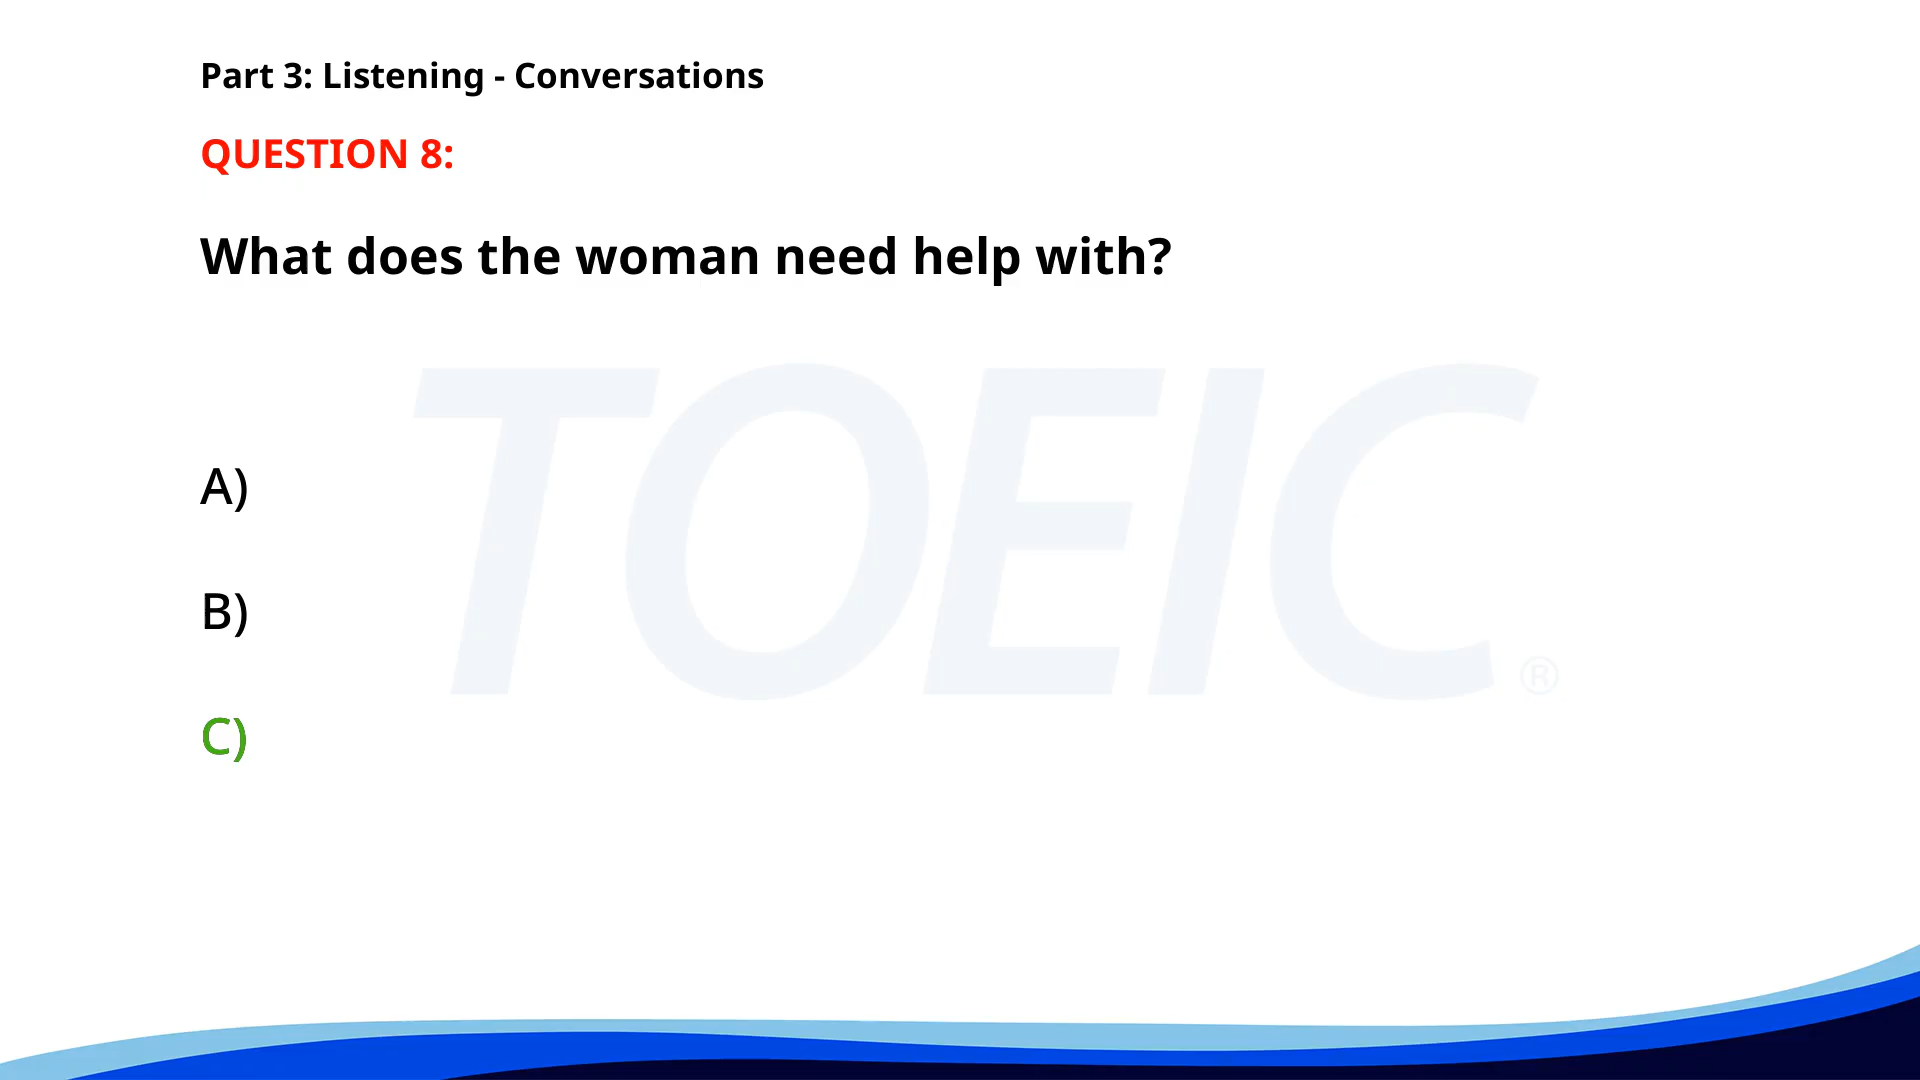 Part 3: Listening - Conversations
QUESTION 8:
What does the woman need help with?
TOEIC®
A)
B)
C)